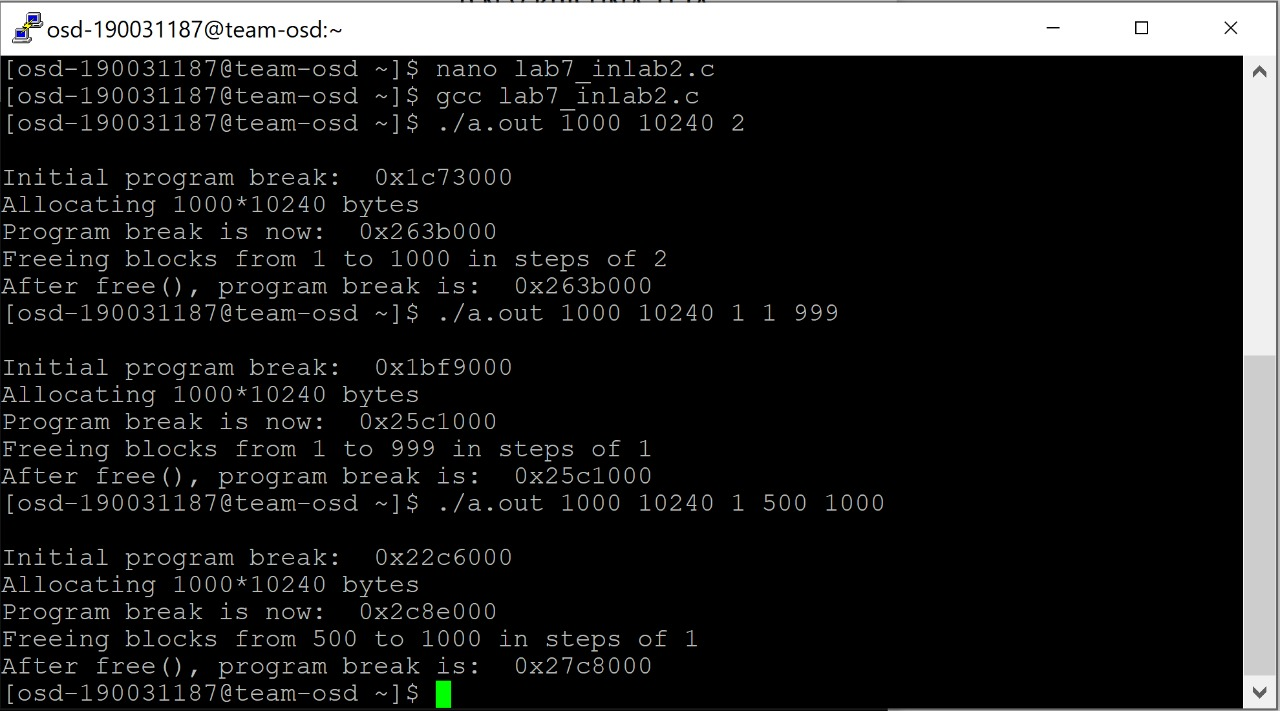 osd-190031187@team-osd:~
[osd-190031187@team-osd ~]$ nano lab7_inlab2.c
[osd-190031187@team-osd ~]$ gcc lab7_inlab2.c
[osd-190031187@team-osd ~]$ ./a.out 1000 10240 2
Initial program break:  0x1c73000
Allocating 1000*10240 bytes
Program break is now:  0x263b000
Freeing blocks from 1 to 1000 in steps of 2
After free(), program break is:  0x263b000
[osd-190031187@team-osd ~]$ ./a.out 1000 10240 1 1 999
Initial program break:  0x1bf9000
Allocating 1000*10240 bytes
Program break is now:  0x25c1000
Freeing blocks from 1 to 999 in steps of 1
After free(), program break is:  0x25c1000
[osd-190031187@team-osd ~]$ ./a.out 1000 10240 1 500 1000
Initial program break:  0x22c6000
Allocating 1000*10240 bytes
Program break is now:  0x2c8e000
Freeing blocks from 500 to 1000 in steps of 1
After free(), program break is:  0x27c8000
[osd-190031187@team-osd ~]$